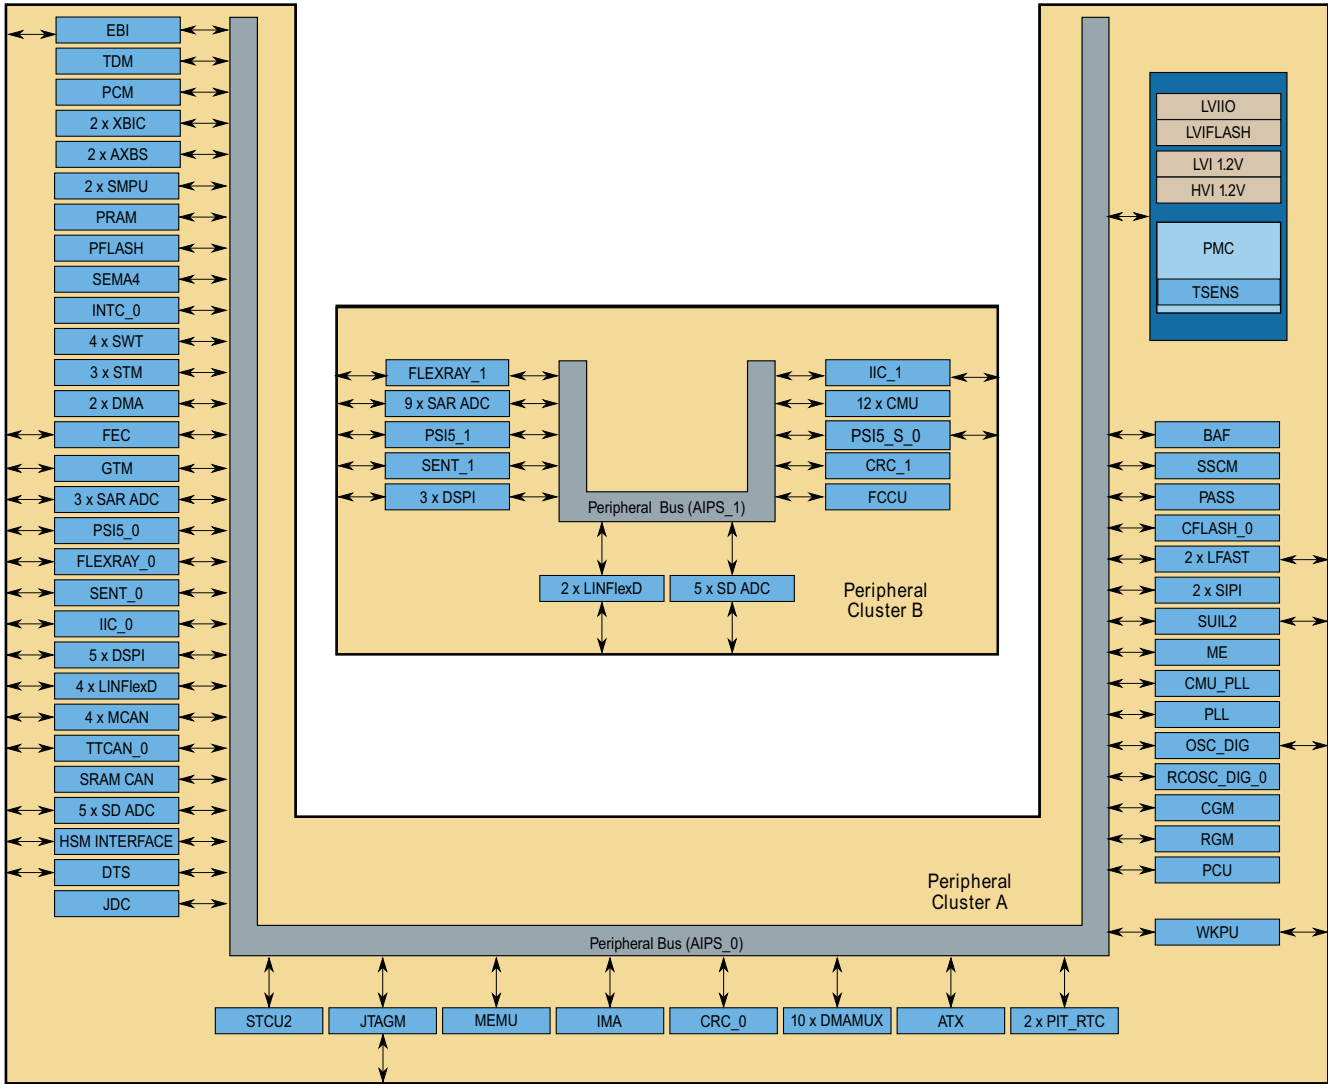 EBI
TDM
PCM
2 x XBIC
2 x AXBS
2 x SMPU
PRAM
PFLASH
SEMA4
INTC_0
4 x SWT
3 x STM
2 x DMA
FEC
GTM
3 x SAR ADC
PSI5_0
FLEXRAY_0
SENT_0
IIC_0
5 x DSPI
4 x LINFlexD
4 x MCAN
TTCAN_0
SRAM CAN
5 x SD ADC
HSM INTERFACE
DTS
JDC
FLEXRAY_1
9 x SAR ADC
PSI5_1
SENT_1
3 x DSPI
IIC_1
12 x CMU
PSI5_S_0
CRC_1
FCCU
Peripheral Bus (AIPS_1)
2 x LINFlexD
5 x SD ADC
Peripheral
Cluster B
LVIIO
LVIFLASH
LVI 1.2V
HVI 1.2V
PMC
TSENS
BAF
SSCM
PASS
CFLASH_0
2 x LFAST
2 x SIPI
SUIL2
ME
CMU_PLL
PLL
OSC_DIG
RCOSC_DIG_0
CGM
RGM
PCU
WKPU
Peripheral
Cluster A
Peripheral Bus (AIPS_0)
STCU2
JTAGM
MEMU
IMA
CRC_0
10 x DMAMUX
ATX
2 x PIT_RTC